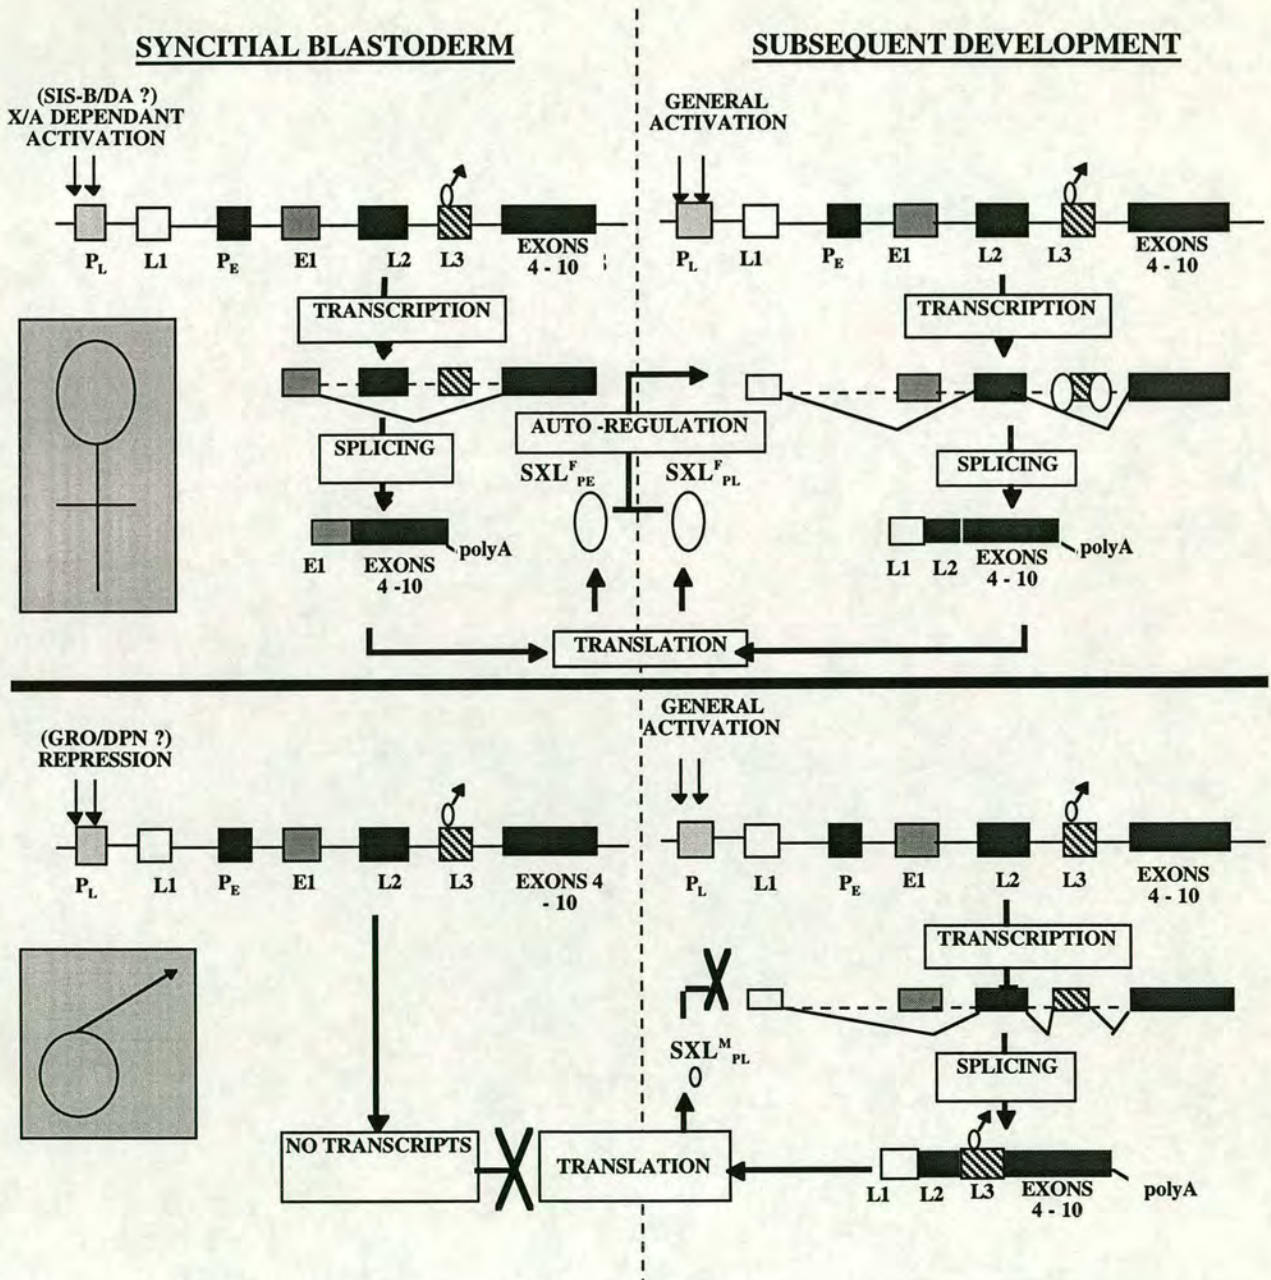 SYNCITIAL BLASTODERM
SUBSEQUENT DEVELOPMENT
(SIS-B/DA ?)
X/A DEPENDANT
ACTIVATION
GENERAL
ACTIVATION
PL L1 PE E1 L2 L3 EXONS
4 - 10
PL L1 PE E1 L2 L3 EXONS
4 - 10
TRANSCRIPTION
TRANSCRIPTION
AUTO -REGULATION
SPLICING
SPLICING
SXLFPE SXLFPL
E1 EXONS
4 -10
polyA
L1 L2 EXONS
4 - 10
polyA
TRANSLATION
(GRO/DPN ?)
REPRESSION
GENERAL
ACTIVATION
PL L1 PE E1 L2 L3 EXONS 4
- 10
PL L1 PE E1 L2 L3 EXONS
4 - 10
TRANSCRIPTION
SXLMPL
SPLICING
NO TRANSCRIPTS
TRANSLATION
L1 L2 L3 EXONS
4 - 10
polyA